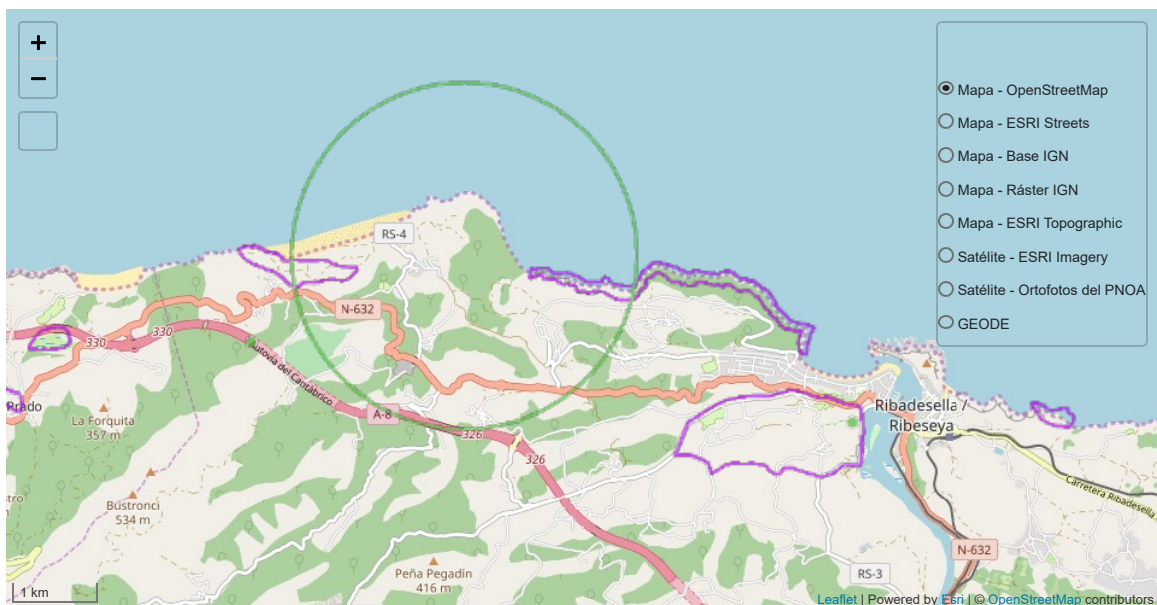 +
−
Mapa - OpenStreetMap
Mapa - ESRI Streets
Mapa - Base IGN
Mapa - Ráster IGN
Mapa - ESRI Topographic
Satélite - ESRI Imagery
Satélite - Ortofotos del PNOA
GEODE
RS-4
N-632
330
330
Autovía del Cantábrico
A-8
326
326
Prado
La Forquita
357 m
Bustronci
534 m
Peña Pegadín
416 m
Ribadesella /
Ribeseya
Carretera Ribadesella
N-632
RS-3
1 km
Leaflet | Powered by Esri | © OpenStreetMap contributors